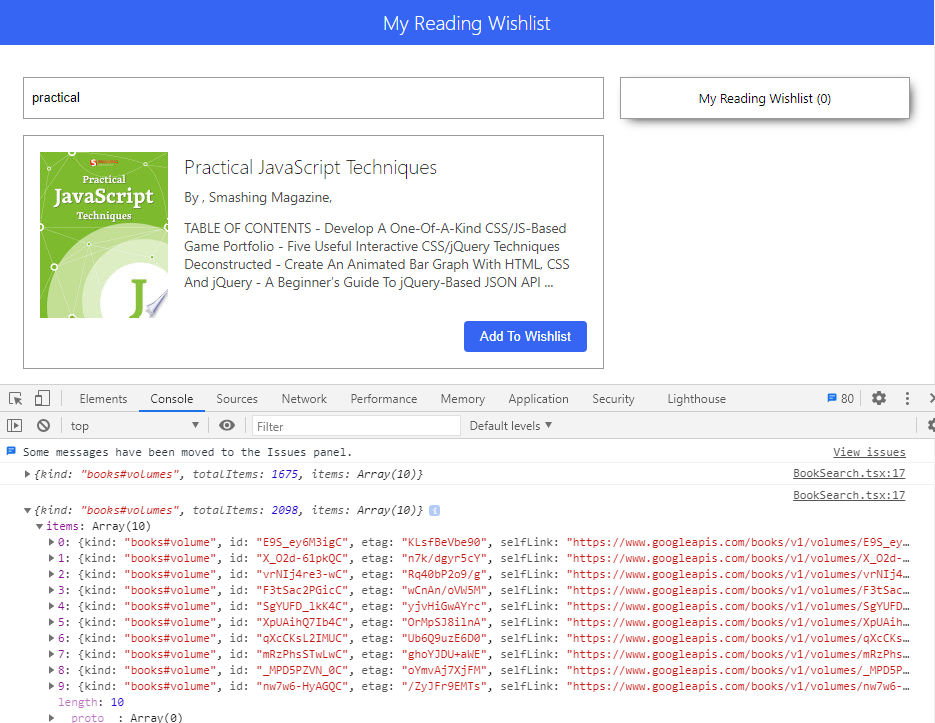 My Reading Wishlist
practical
My Reading Wishlist (0)
Practical
JavaScript
Techniques
J
Practical JavaScript Techniques
By , Smashing Magazine,
TABLE OF CONTENTS - Develop A One-Of-A-Kind CSS/JS-Based
Game Portfolio - Five Useful Interactive CSS/jQuery Techniques
Deconstructed - Create An Animated Bar Graph With HTML, CSS
And jQuery - A Beginner's Guide To jQuery-Based JSON API ...
Add To Wishlist
Elements Console Sources Network Performance Memory Application Security Lighthouse 80
top Filter Default levels
Some messages have been moved to the Issues panel. View issues
{kind: "books#volumes", totalItems: 1675, items: Array(10)} BookSearch.tsx:17
BookSearch.tsx:17
{kind: "books#volumes", totalItems: 2098, items: Array(10)} i
items: Array(10)
0: {kind: "books#volume", id: "E9S_ey6M3igC", etag: "KLsfBeVbe90", selfLink: "https://www.googleapis.com/books/v1/volumes/E9S_ey…
1: {kind: "books#volume", id: "X_O2d-61pkQC", etag: "n7k/dgyr5cY", selfLink: "https://www.googleapis.com/books/v1/volumes/X_O2d-…
2: {kind: "books#volume", id: "vrNIj4re3-wC", etag: "Rq40bP2o9/g", selfLink: "https://www.googleapis.com/books/v1/volumes/vrNIj4…
3: {kind: "books#volume", id: "F3tSac2PGicC", etag: "wCnAn/oVW5M", selfLink: "https://www.googleapis.com/books/v1/volumes/F3tSac…
4: {kind: "books#volume", id: "SgYUFD_lkK4C", etag: "yjvHiGwAYrc", selfLink: "https://www.googleapis.com/books/v1/volumes/SgYUFD…
5: {kind: "books#volume", id: "XpUAihQ7Ib4C", etag: "OrMpSJ8ilnA", selfLink: "https://www.googleapis.com/books/v1/volumes/XpUAih…
6: {kind: "books#volume", id: "qXcCKsL2IMUC", etag: "Ub6Q9uzE6D0", selfLink: "https://www.googleapis.com/books/v1/volumes/qXcCKs…
7: {kind: "books#volume", id: "mRzPhsSTwLwC", etag: "ghoYJDU+aWE", selfLink: "https://www.googleapis.com/books/v1/volumes/mRzPhs…
8: {kind: "books#volume", id: "_MPD5PZVN_0C", etag: "oYmvAj7XjFM", selfLink: "https://www.googleapis.com/books/v1/volumes/_MPD5P…
9: {kind: "books#volume", id: "nw7w6-HyAGQC", etag: "/ZyJFr9EMTs", selfLink: "https://www.googleapis.com/books/v1/volumes/nw7w6-…
length: 10
__proto__: Array(0)